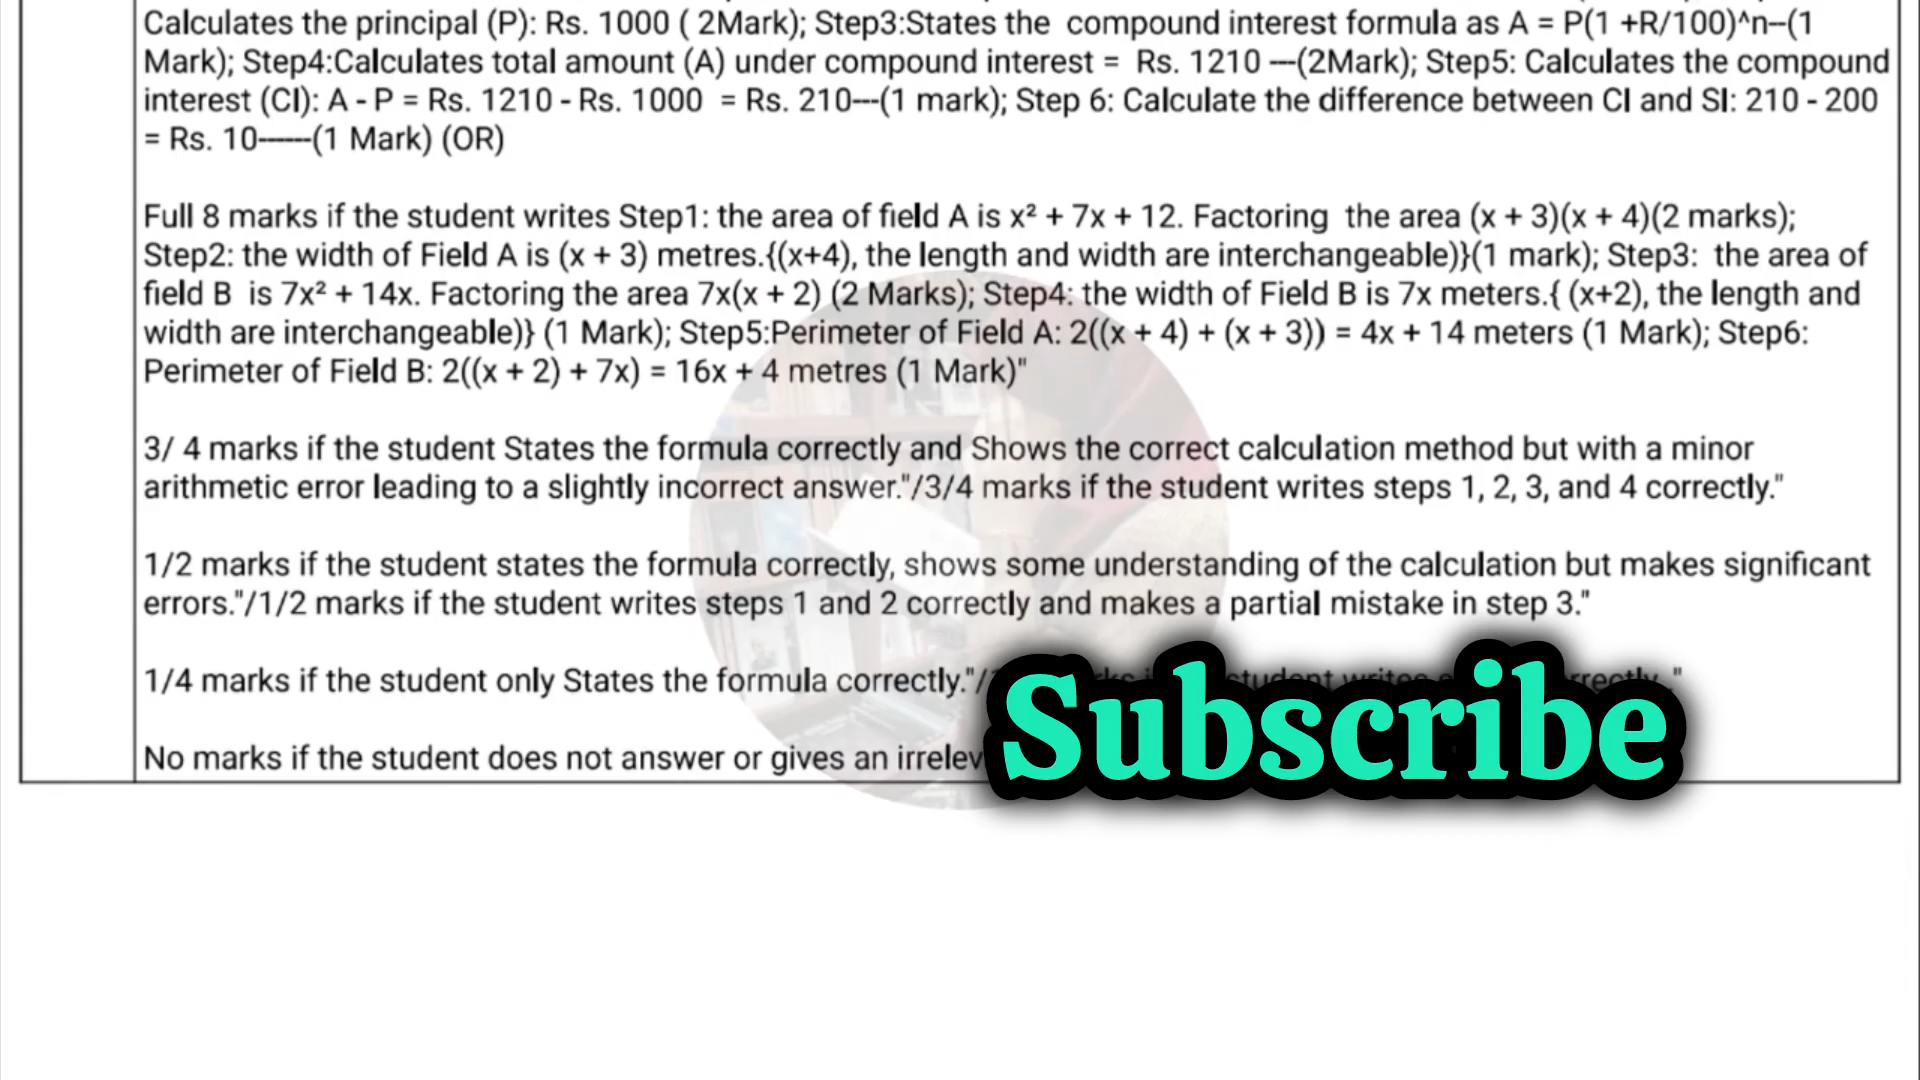 Calculates the principal (P): Rs. 1000 ( 2Mark); Step3:States the  compound interest formula as A = P(1 +R/100)^n--(1
Mark); Step4:Calculates total amount (A) under compound interest =  Rs. 1210 ---(2Mark); Step5: Calculates the compound
interest (CI): A - P = Rs. 1210 - Rs. 1000  = Rs. 210---(1 mark); Step 6: Calculate the difference between CI and SI: 210 - 200
= Rs. 10------(1 Mark) (OR)
Full 8 marks if the student writes Step1: the area of field A is x² + 7x + 12. Factoring  the area (x + 3)(x + 4)(2 marks);
Step2: the width of Field A is (x + 3) metres.{(x+4), the length and width are interchangeable)}(1 mark); Step3:  the area of
field B  is 7x² + 14x. Factoring the area 7x(x + 2) (2 Marks); Step4: the width of Field B is 7x meters.{ (x+2), the length and
width are interchangeable)} (1 Mark); Step5:Perimeter of Field A: 2((x + 4) + (x + 3)) = 4x + 14 meters (1 Mark); Step6:
Perimeter of Field B: 2((x + 2) + 7x) = 16x + 4 metres (1 Mark)"
3/ 4 marks if the student States the formula correctly and Shows the correct calculation method but with a minor
arithmetic error leading to a slightly incorrect answer."/3/4 marks if the student writes steps 1, 2, 3, and 4 correctly."
1/2 marks if the student states the formula correctly, shows some understanding of the calculation but makes significant
errors."/1/2 marks if the student writes steps 1 and 2 correctly and makes a partial mistake in step 3."
1/4 marks if the student only States the formula correctly."/ student writes
No marks if the student does not answer or gives an
Subscribe